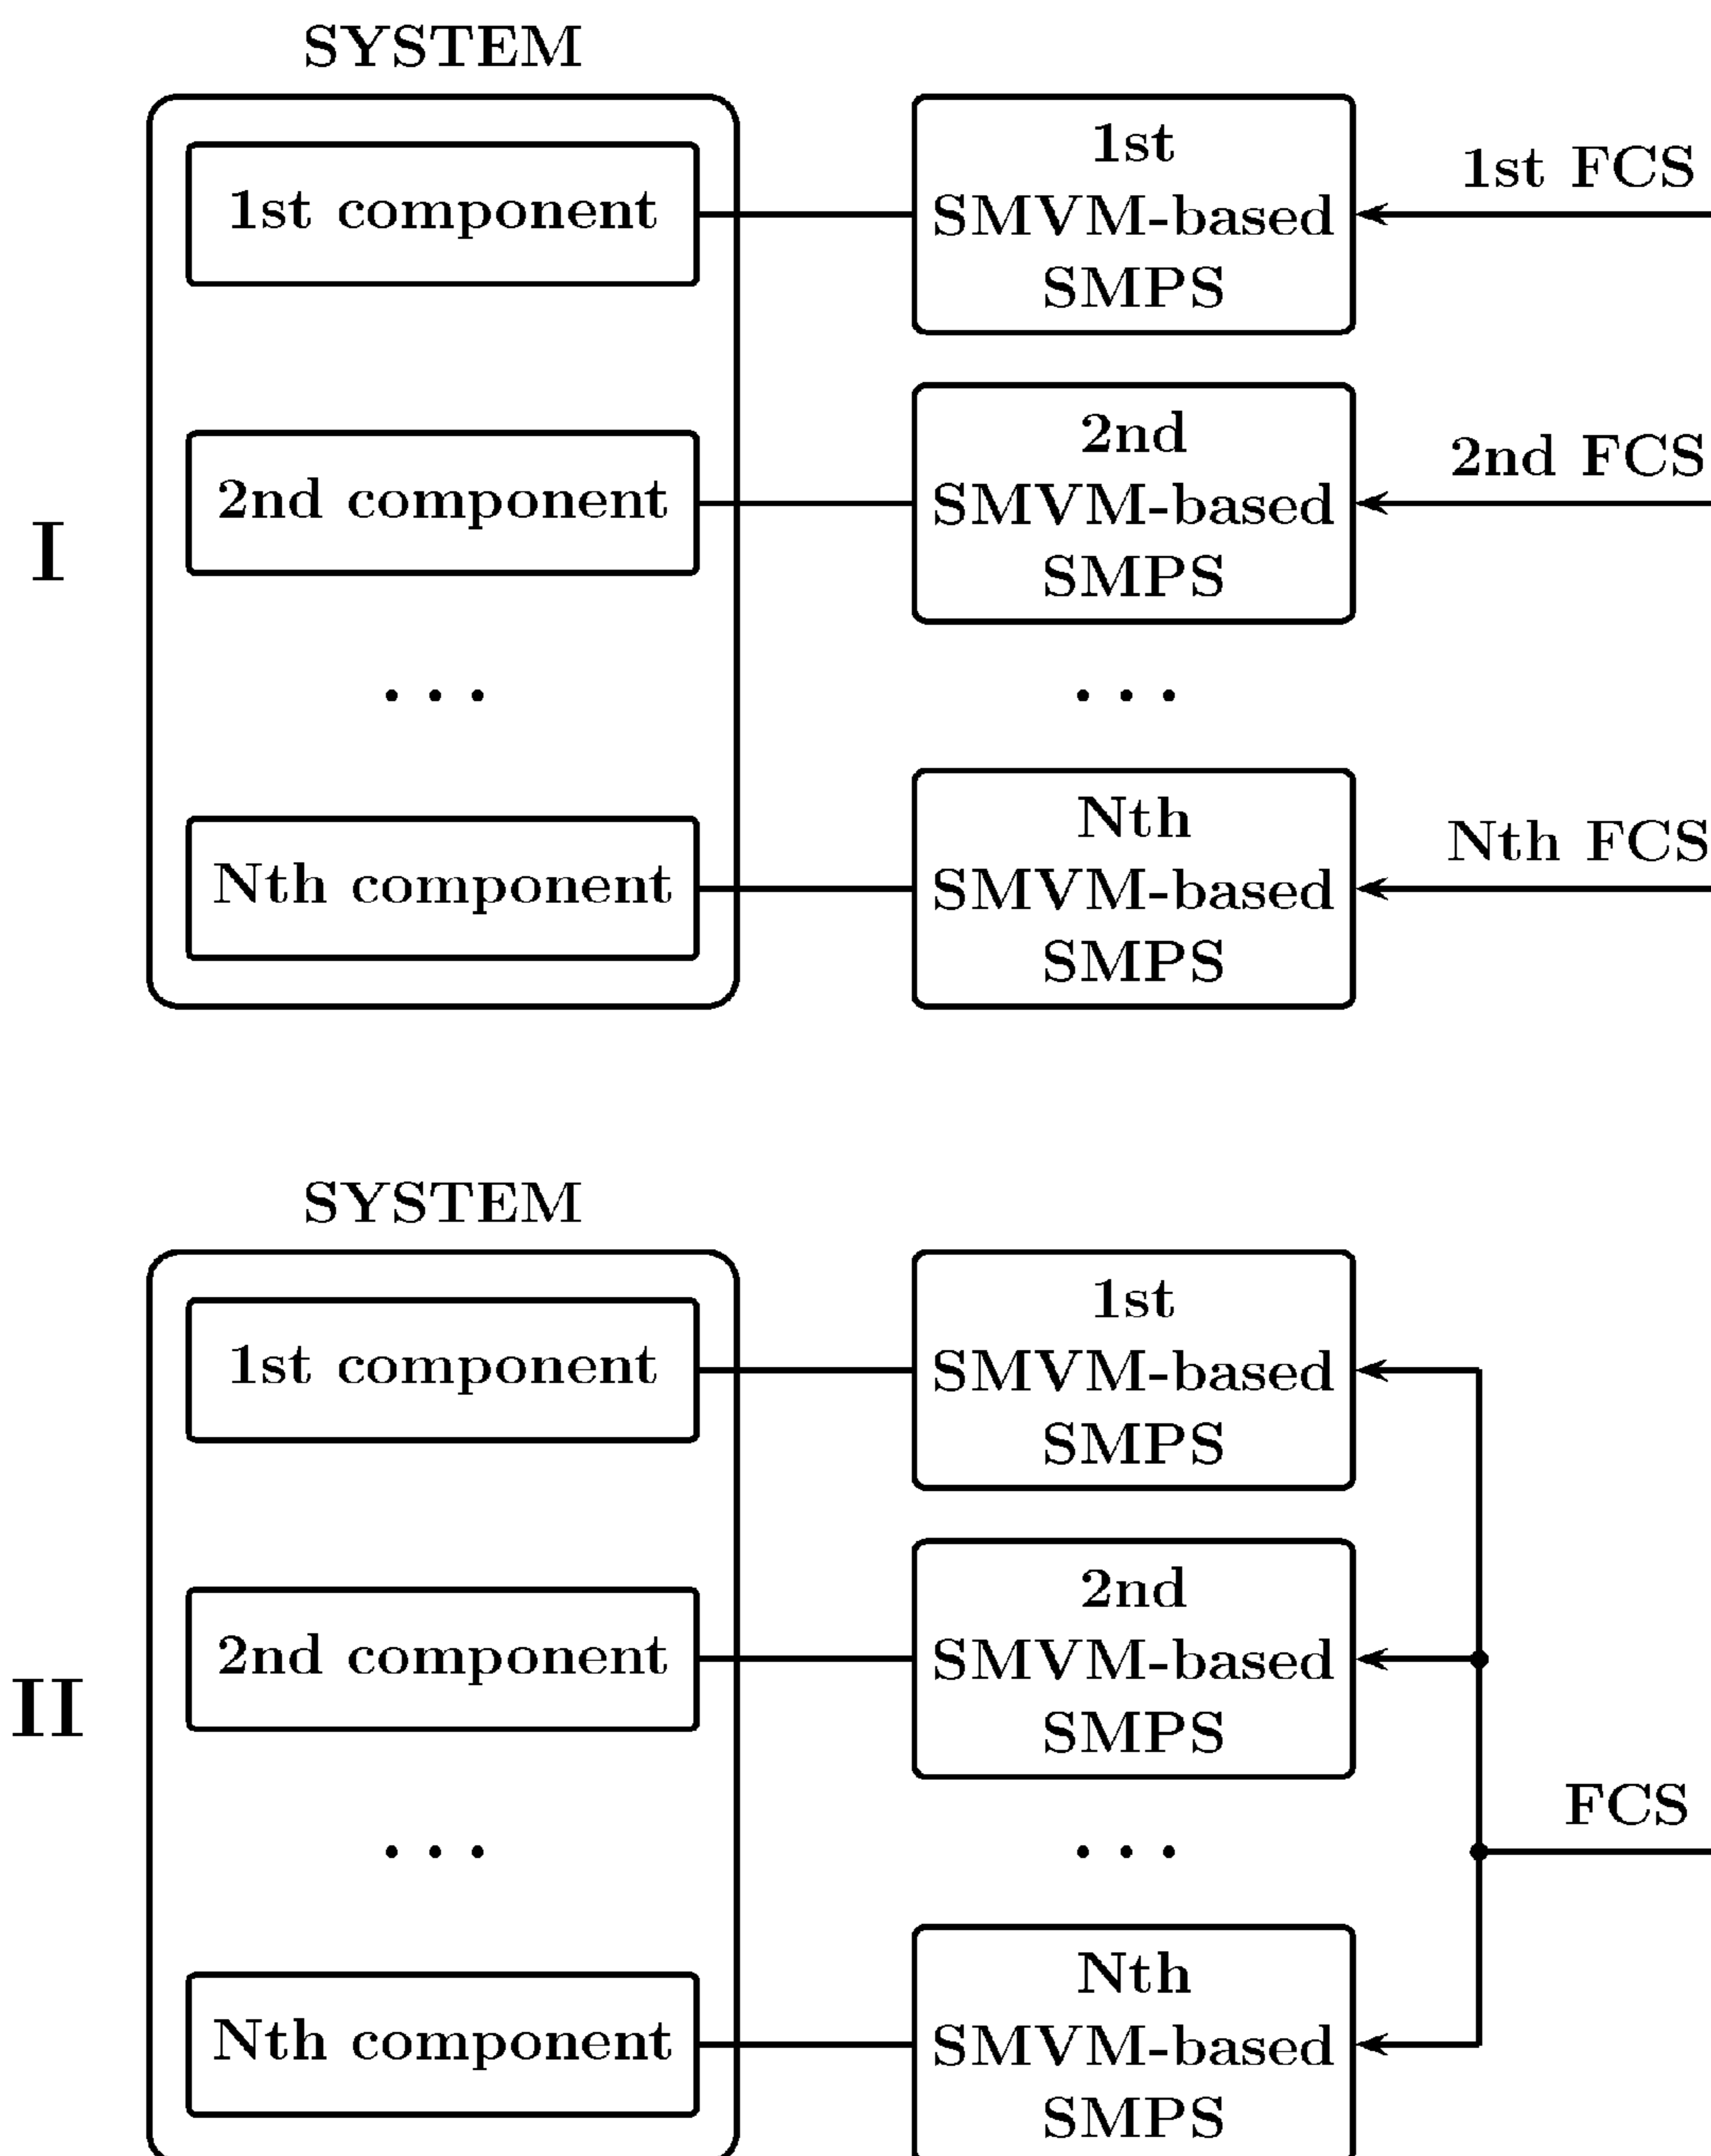 SYSTEM
1st component
1st
SMVM-based
SMPS
1st FCS
I
2nd component
2nd
SMVM-based
SMPS
2nd FCS
. . .
. . .
Nth component
Nth
SMVM-based
SMPS
Nth FCS
SYSTEM
1st component
1st
SMVM-based
SMPS
II
2nd component
2nd
SMVM-based
SMPS
. . .
. . .
FCS
Nth component
Nth
SMVM-based
SMPS